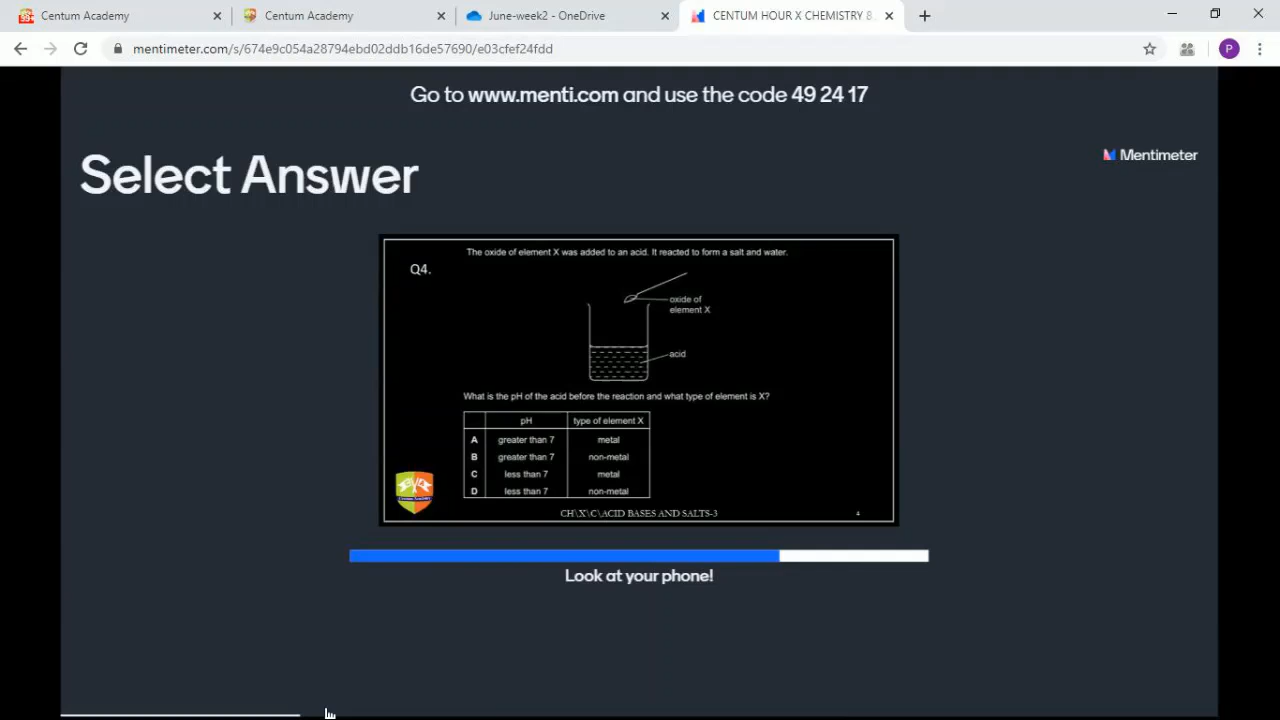 Centum Academy
Centum Academy
June-week2 - OneDrive
CENTUM HOUR X CHEMISTRY 8
mentimeter.com/s/674e9c054a28794ebd02ddb16de57690/e03cfef24fdd
P
Go to www.menti.com and use the code 49 24 17
Select Answer
Mentimeter
The oxide of element X was added to an acid. It reacted to form a salt and water.
Q4.
oxide of
element X
acid
What is the pH of the acid before the reaction and what type of element is X?
pH type of element X
A greater than 7 metal
B greater than 7 non-metal
C less than 7 metal
D less than 7 non-metal
CH\X\C\ACID BASES AND SALTS-3
4
Look at your phone!